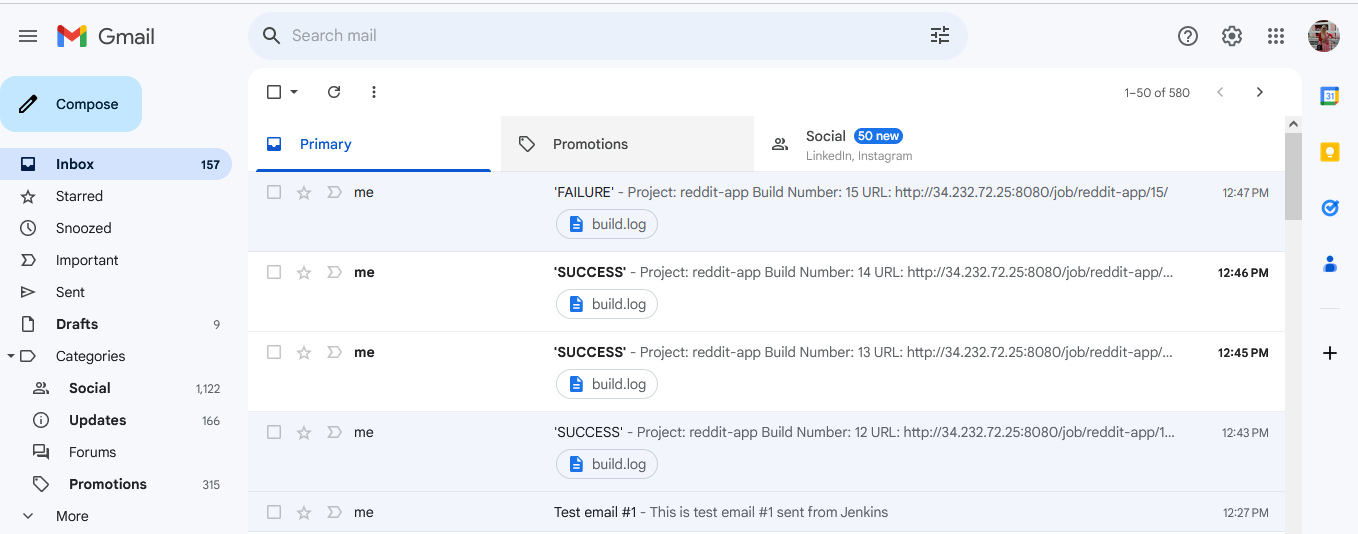 Gmail
Search mail
Compose
1–50 of 580
Primary
Promotions
Social 50 new
LinkedIn, Instagram
Inbox 157
Starred
Snoozed
Important
Sent
Drafts 9
Categories
Social 1,122
Updates 166
Forums
Promotions 315
More
me 'FAILURE' - Project: reddit-app Build Number: 15 URL: http://34.232.72.25:8080/job/reddit-app/15/ 12:47 PM
build.log
me 'SUCCESS' - Project: reddit-app Build Number: 14 URL: http://34.232.72.25:8080/job/reddit-app/... 12:46 PM
build.log
me 'SUCCESS' - Project: reddit-app Build Number: 13 URL: http://34.232.72.25:8080/job/reddit-app/... 12:45 PM
build.log
me 'SUCCESS' - Project: reddit-app Build Number: 12 URL: http://34.232.72.25:8080/job/reddit-app/1... 12:43 PM
build.log
me Test email #1 - This is test email #1 sent from Jenkins 12:27 PM
31